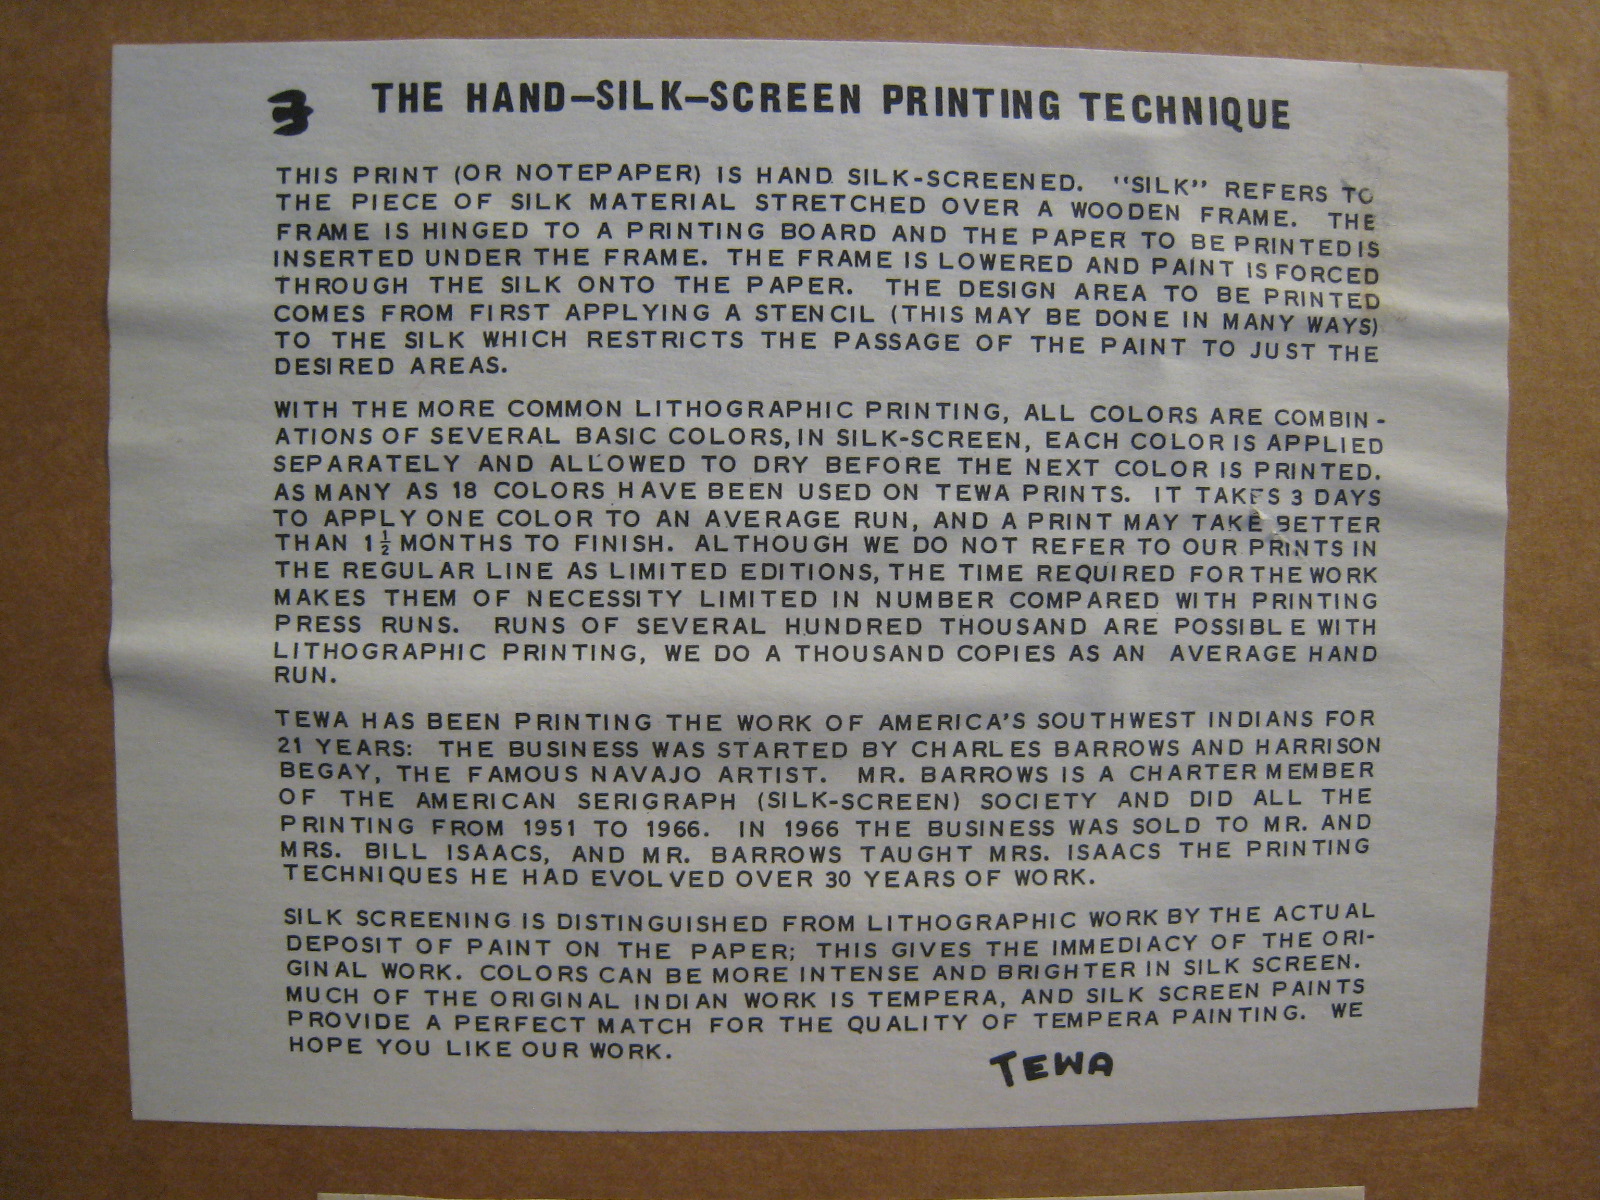 THE HAND-SILK-SCREEN PRINTING TECHNIQUE
THIS PRINT (OR NOTEPAPER) IS HAND SILK-SCREENED. "SILK" REFERS TO
THE PIECE OF SILK MATERIAL STRETCHED OVER A WOODEN FRAME. THE
FRAME IS HINGED TO A PRINTING BOARD AND THE PAPER TO BE PRINTED IS
INSERTED UNDER THE FRAME. THE FRAME IS LOWERED AND PAINT IS FORCED
THROUGH THE SILK ONTO THE PAPER. THE DESIGN AREA TO BE PRINTED
COMES FROM FIRST APPLYING A STENCIL (THIS MAY BE DONE IN MANY WAYS)
TO THE SILK WHICH RESTRICTS THE PASSAGE OF THE PAINT TO JUST THE
DESIRED AREAS.
WITH THE MORE COMMON LITHOGRAPHIC PRINTING, ALL COLORS ARE COMBIN-
ATIONS OF SEVERAL BASIC COLORS, IN SILK-SCREEN, EACH COLOR IS APPLIED
SEPARATELY AND ALLOWED TO DRY BEFORE THE NEXT COLOR IS PRINTED.
AS MANY AS 18 COLORS HAVE BEEN USED ON TEWA PRINTS. IT TAKES 3 DAYS
TO APPLY ONE COLOR TO AN AVERAGE RUN, AND A PRINT MAY TAKE BETTER
THAN 1½ MONTHS TO FINISH. ALTHOUGH WE DO NOT REFER TO OUR PRINTS IN
THE REGULAR LINE AS LIMITED EDITIONS, THE TIME REQUIRED FOR THE WORK
MAKES THEM OF NECESSITY LIMITED IN NUMBER COMPARED WITH PRINTING
PRESS RUNS. RUNS OF SEVERAL HUNDRED THOUSAND ARE POSSIBLE WITH
LITHOGRAPHIC PRINTING, WE DO A THOUSAND COPIES AS AN AVERAGE HAND
RUN.
TEWA HAS BEEN PRINTING THE WORK OF AMERICA'S SOUTHWEST INDIANS FOR
21 YEARS: THE BUSINESS WAS STARTED BY CHARLES BARROWS AND HARRISON
BEGAY, THE FAMOUS NAVAJO ARTIST. MR. BARROWS IS A CHARTER MEMBER
OF THE AMERICAN SERIGRAPH (SILK-SCREEN) SOCIETY AND DID ALL THE
PRINTING FROM 1951 TO 1966. IN 1966 THE BUSINESS WAS SOLD TO MR. AND
MRS. BILL ISAACS, AND MR. BARROWS TAUGHT MRS. ISAACS THE PRINTING
TECHNIQUES HE HAD EVOLVED OVER 30 YEARS OF WORK.
SILK SCREENING IS DISTINGUISHED FROM LITHOGRAPHIC WORK BY THE ACTUAL
DEPOSIT OF PAINT ON THE PAPER; THIS GIVES THE IMMEDIACY OF THE ORI-
GINAL WORK. COLORS CAN BE MORE INTENSE AND BRIGHTER IN SILK SCREEN.
MUCH OF THE ORIGINAL INDIAN WORK IS TEMPERA, AND SILK SCREEN PAINTS
PROVIDE A PERFECT MATCH FOR THE QUALITY OF TEMPERA PAINTING. WE
HOPE YOU LIKE OUR WORK.
TEWA